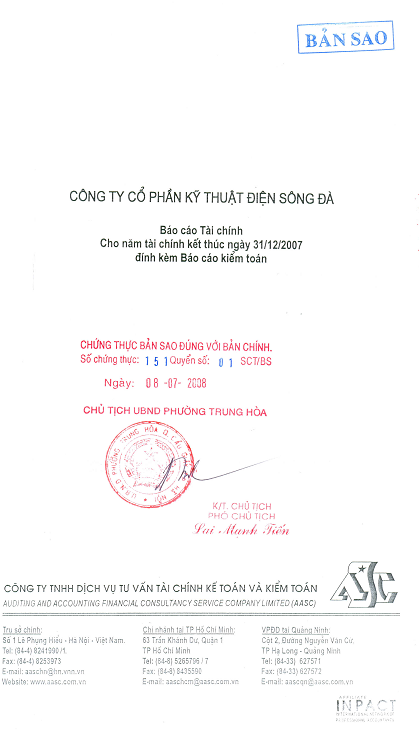 BẢN SAO
CÔNG TY CỔ PHẦN KỸ THUẬT ĐIỆN SÔNG ĐÀ
Báo cáo Tài chính
Cho năm tài chính kết thúc ngày 31/12/2007
đính kèm Báo cáo kiểm toán
CHỨNG THỰC BẢN SAO ĐÚNG VỚI BẢN CHÍNH.
Số chứng thực: 151 Quyển số: 01 SCT/BS
Ngày: 08 -07- 2008
CHỦ TỊCH UBND PHƯỜNG TRUNG HÒA
K/T. CHỦ TỊCH
PHÓ CHỦ TỊCH
Lại Mạnh Tiến
CÔNG TY TNHH DỊCH VỤ TƯ VẤN TÀI CHÍNH KẾ TOÁN VÀ KIỂM TOÁN
AUDITING AND ACCOUNTING FINANCIAL CONSULTANCY SERVICE COMPANY LIMITED (AASC)
AASC
Trụ sở chính:
Số 1 Lê Phụng Hiểu - Hà Nội - Việt Nam.
Tel: (84-4) 8241990 /1.
Fax: (84-4) 8253973
E-mail: aaschn@hn.vnn.vn
Website: www.aasc.com.vn
Chi nhánh tại TP Hồ Chí Minh:
63 Trần Khánh Dư, Quận 1
TP Hồ Chí Minh
Tel: (84-8) 5265796 / 7
Fax: (84-8) 8435590
E-mail: aaschcm@aasc.com.vn
VPĐD tại Quảng Ninh:
Cột 2, Đường Nguyễn Văn Cừ
TP Hạ Long - Quảng Ninh
Tel: (84-33) 627571
Fax: (84-33) 627572
E-mail: aascqn@aasc.com.vn
AFFILIATE
INPACT